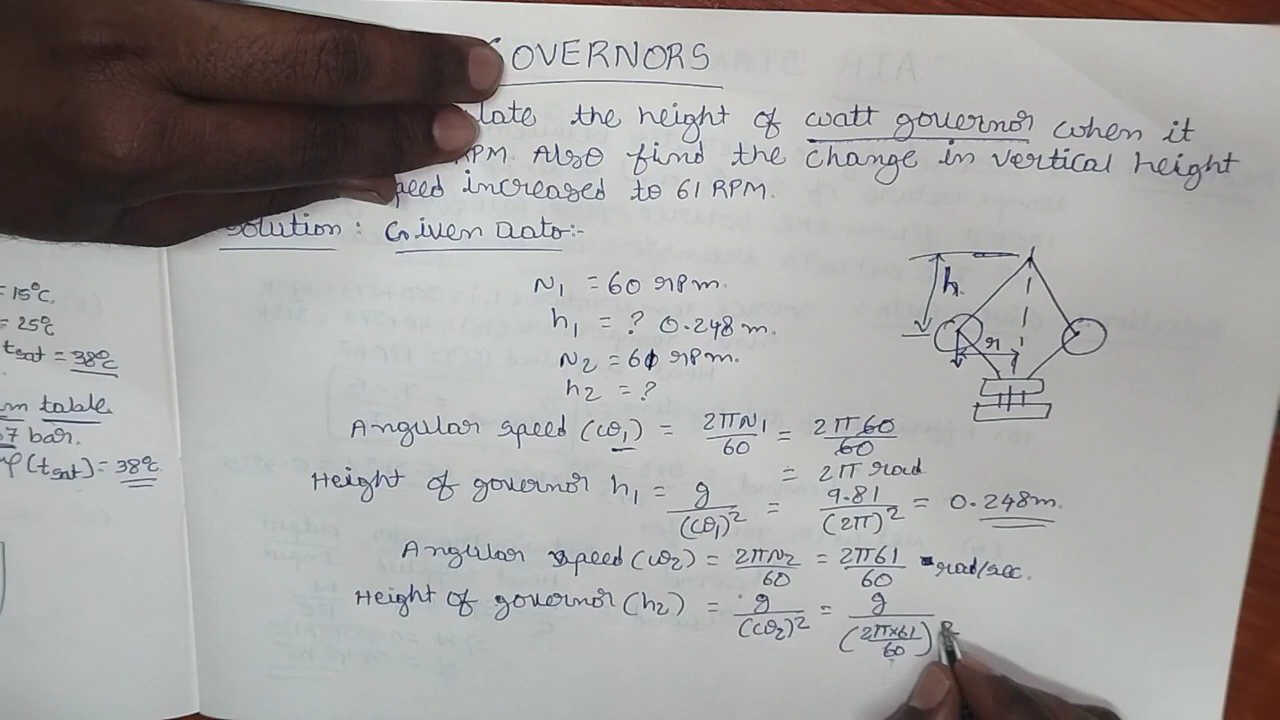 GOVERNORS
late the height of watt governor when it
RPM. Also find the change in vertical height
peed increased to 61 RPM.
Solution : Given Data:-
N1 = 60 rpm.
h1 = ? 0.248 m.
N2 = 61 rpm.
h2 = ?
h.
r
Angular speed (ω1) = 2πN1/60 = 2π60/60
= 2π rad
Height of governor h1 = g/(ω1)² = 9.81/(2π)² = 0.248m.
Angular speed (ω2) = 2πN2/60 = 2π61/60 rad/sec.
Height of governor (h2) = g/(ω2)² = g/(2π×61/60)
= 15°C.
= 25°C
tsat = 38°C
table
7 bar.
(tsat) = 38°C